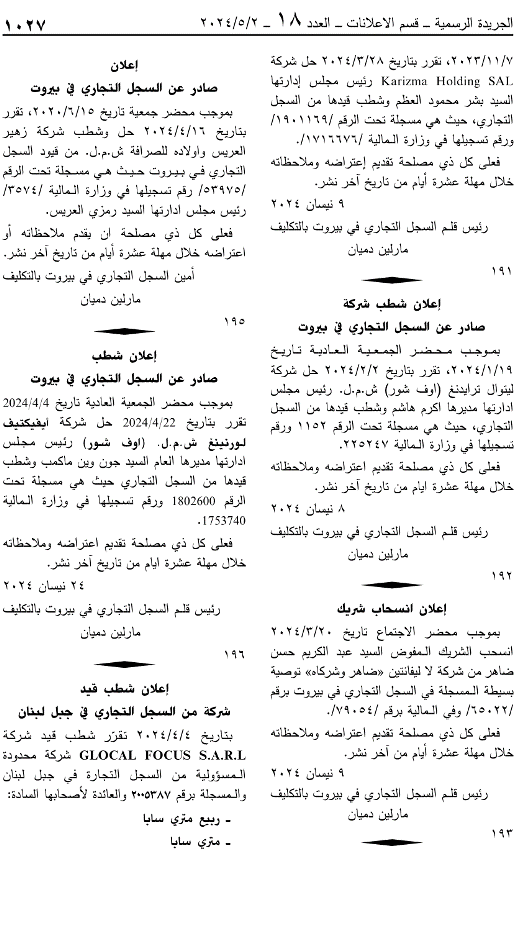 الجريدة الرسمية ــ قسم الاعلانات ــ العدد ١٨ ــ ٢٠٢٤/٥/٢
١٠٢٧
٢٠٢٣/١١/٧، تقرر بتاريخ ٢٠٢٤/٣/٢٨ حل شركة
Karizma Holding SAL رئيس مجلس إدارتها
السيد بشر محمود العظم وشطب قيدها من السجل
التجاري، حيث هي مسجلة تحت الرقم /١٩٠١١٦٩/
ورقم تسجيلها في وزارة المالية /١٧١٦٦٧٦/.
فعلى كل ذي مصلحة تقديم إعتراضه وملاحظاته
خلال مهلة عشرة أيام من تاريخ آخر نشر.
٩ نيسان ٢٠٢٤
رئيس قلم السجل التجاري في بيروت بالتكليف
مارلين دميان
١٩١
إعلان شطب شركة
صادر عن السجل التجاري في بيروت
بموجب محضر الجمعية العادية تاريخ
٢٠٢٤/١/١٩، تقرر بتاريخ ٢٠٢٤/٢/٢ حل شركة
ليتوال ترايدنغ (اوف شور) ش.م.ل. رئيس مجلس
ادارتها مديرها اكرم هاشم وشطب قيدها من السجل
التجاري، حيث هي مسجلة تحت الرقم ١١٥٢ ورقم
تسجيلها في وزارة المالية ٢٢٥٢٤٧.
فعلى كل ذي مصلحة تقديم اعتراضه وملاحظاته
خلال مهلة عشرة ايام من تاريخ آخر نشر.
٨ نيسان ٢٠٢٤
رئيس قلم السجل التجاري في بيروت بالتكليف
مارلين دميان
١٩٢
إعلان انسحاب شريك
بموجب محضر الاجتماع تاريخ ٢٠٢٤/٣/٢٠
انسحب الشريك المفوض السيد عبد الكريم حسن
ضاهر من شركة لا ليفانتين «ضاهر وشركاه» توصية
بسيطة المسجلة في السجل التجاري في بيروت برقم
/٦٥٠٢٢/ وفي المالية برقم /٧٩٠٥٤/.
فعلى كل ذي مصلحة تقديم اعتراضه وملاحظاته
خلال مهلة عشرة أيام من تاريخ آخر نشر.
٩ نيسان ٢٠٢٤
رئيس قلم السجل التجاري في بيروت بالتكليف
مارلين دميان
١٩٣
إعلان
صادر عن السجل التجاري في بيروت
بموجب محضر جمعية تاريخ ٢٠٢٠/٦/١٥، تقرر
بتاريخ ٢٠٢٤/٤/١٦ حل وشطب شركة زهير
العريس واولاده للصرافة ش.م.ل. من قيود السجل
التجاري في بيروت حيث هي مسجلة تحت الرقم
/٥٣٩٧٥/ رقم تسجيلها في وزارة المالية /٣٥٧٤/
رئيس مجلس ادارتها السيد رمزي العريس.
فعلى كل ذي مصلحة ان يقدم ملاحظاته أو
اعتراضه خلال مهلة عشرة أيام من تاريخ آخر نشر.
أمين السجل التجاري في بيروت بالتكليف
مارلين دميان
١٩٥
إعلان شطب
صادر عن السجل التجاري في بيروت
بموجب محضر الجمعية العادية تاريخ 2024/4/4
تقرر بتاريخ 2024/4/22 حل شركة ايفيكتيف
لورنينغ ش.م.ل. (اوف شور) رئيس مجلس
ادارتها مديرها العام السيد جون وين ماكمب وشطب
قيدها من السجل التجاري حيث هي مسجلة تحت
الرقم 1802600 ورقم تسجيلها في وزارة المالية
1753740.
فعلى كل ذي مصلحة تقديم اعتراضه وملاحظاته
خلال مهلة عشرة ايام من تاريخ آخر نشر.
٢٤ نيسان ٢٠٢٤
رئيس قلم السجل التجاري في بيروت بالتكليف
مارلين دميان
١٩٦
إعلان شطب قيد
شركة من السجل التجاري في جبل لبنان
بتاريخ ٢٠٢٤/٤/٤ تقرّر شطب قيد شركة
GLOCAL FOCUS S.A.R.L شركة محدودة
المسؤولية من السجل التجارة في جبل لبنان
والمسجلة برقم ٢٠٠٥٣٨٧ والعائدة لأصحابها السادة:
ــ ربيع متري سابا
ــ متري سابا